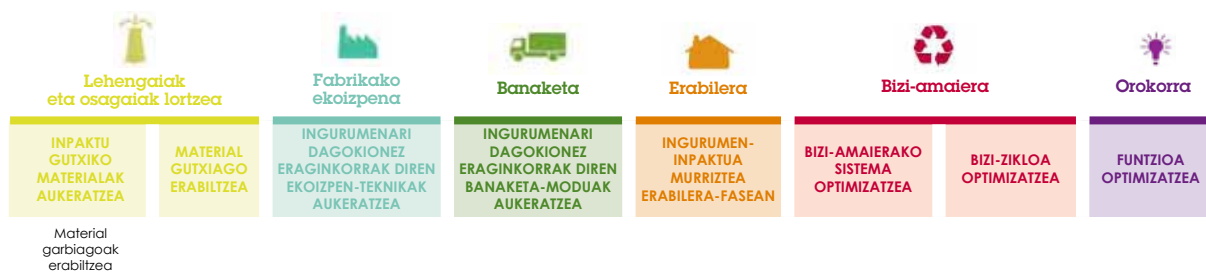 Lehengaiak
eta osagaiak lortzea
Fabrikako
ekoizpena
Banaketa
Erabilera
Bizi-amaiera
Orokorra
INPAKTU
GUTXIKO
MATERIALAK
AUKERATZEA
MATERIAL
GUTXIAGO
ERABILTZEA
INGURUMENARI
DAGOKIONEZ
ERAGINKORRAK DIREN
EKOIZPEN-TEKNIKAK
AUKERATZEA
INGURUMENARI
DAGOKIONEZ
ERAGINKORRAK DIREN
BANAKETA-MODUAK
AUKERATZEA
INGURUMEN-
INPAKTUA
MURRIZTEA
ERABILERA-FASEAN
BIZI-AMAIERAKO
SISTEMA
OPTIMIZATZEA
BIZI-ZIKLOA
OPTIMIZATZEA
FUNTZIOA
OPTIMIZATZEA
Material
garbiagoak
erabiltzea